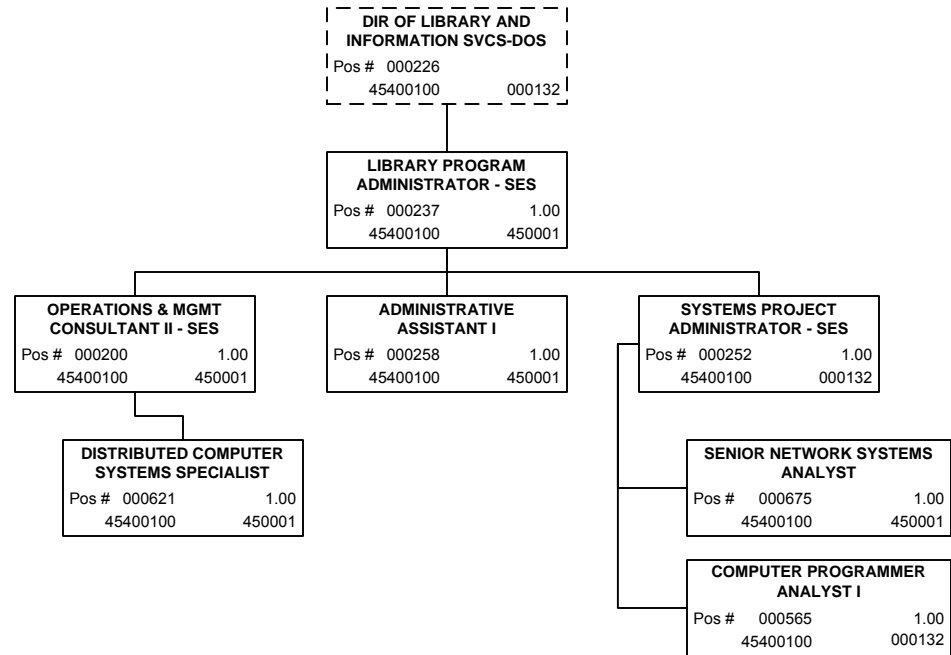 DIR OF LIBRARY AND
INFORMATION SVCS-DOS
Pos # 000226
45400100 000132
LIBRARY PROGRAM
ADMINISTRATOR - SES
Pos # 000237 1.00
45400100 450001
OPERATIONS & MGMT
CONSULTANT II - SES
Pos # 000200 1.00
45400100 450001
ADMINISTRATIVE
ASSISTANT I
Pos # 000258 1.00
45400100 450001
SYSTEMS PROJECT
ADMINISTRATOR - SES
Pos # 000252 1.00
45400100 000132
DISTRIBUTED COMPUTER
SYSTEMS SPECIALIST
Pos # 000621 1.00
45400100 450001
SENIOR NETWORK SYSTEMS
ANALYST
Pos # 000675 1.00
45400100 450001
COMPUTER PROGRAMMER
ANALYST I
Pos # 000565 1.00
45400100 000132